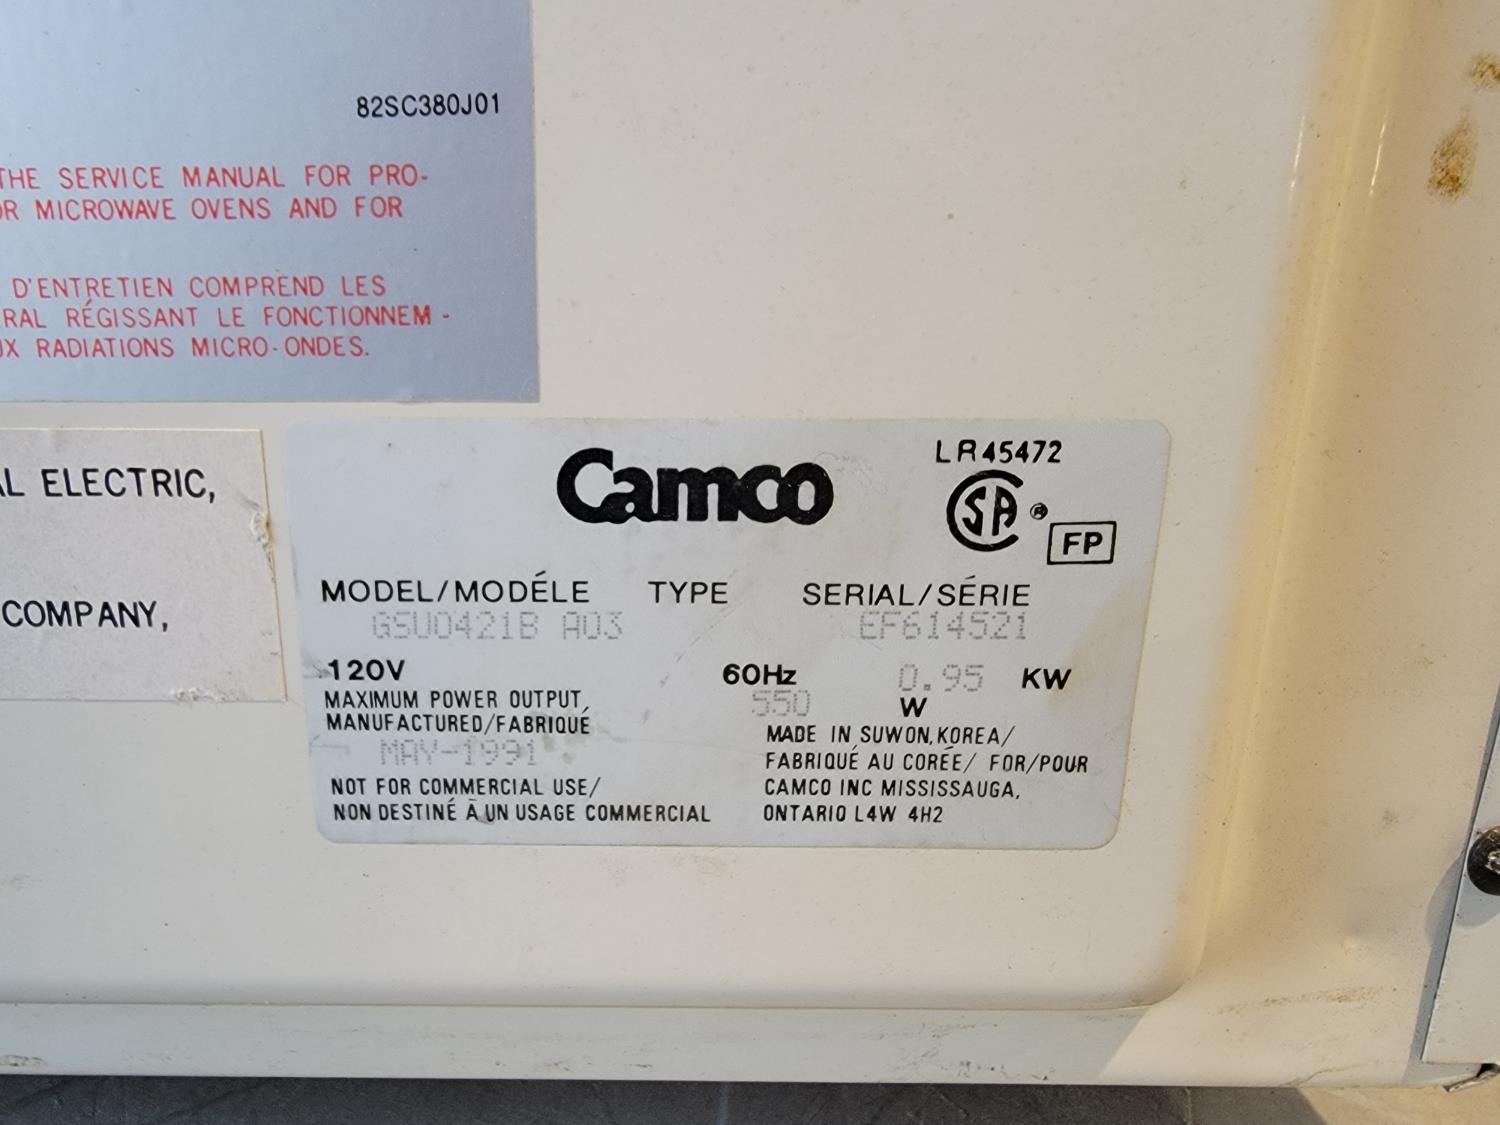 82SC380J01
THE SERVICE MANUAL FOR PRO-
OR MICROWAVE OVENS AND FOR
D'ENTRETIEN COMPREND LES
RAL RÉGISSANT LE FONCTIONNEM-
UX RADIATIONS MICRO-ONDES.
AL ELECTRIC,
COMPANY,
Camco
LR45472
SA ®
FP
MODEL/MODÉLE TYPE SERIAL/SÉRIE
GSU0421B A03 EF614521
120V 60Hz 0.95 KW
MAXIMUM POWER OUTPUT, 550 W
MANUFACTURED/FABRIQUÉ
MAY-1991
NOT FOR COMMERCIAL USE/
NON DESTINÉ À UN USAGE COMMERCIAL
MADE IN SUWON,KOREA/
FABRIQUÉ AU CORÉE/ FOR/POUR
CAMCO INC MISSISSAUGA,
ONTARIO L4W 4H2